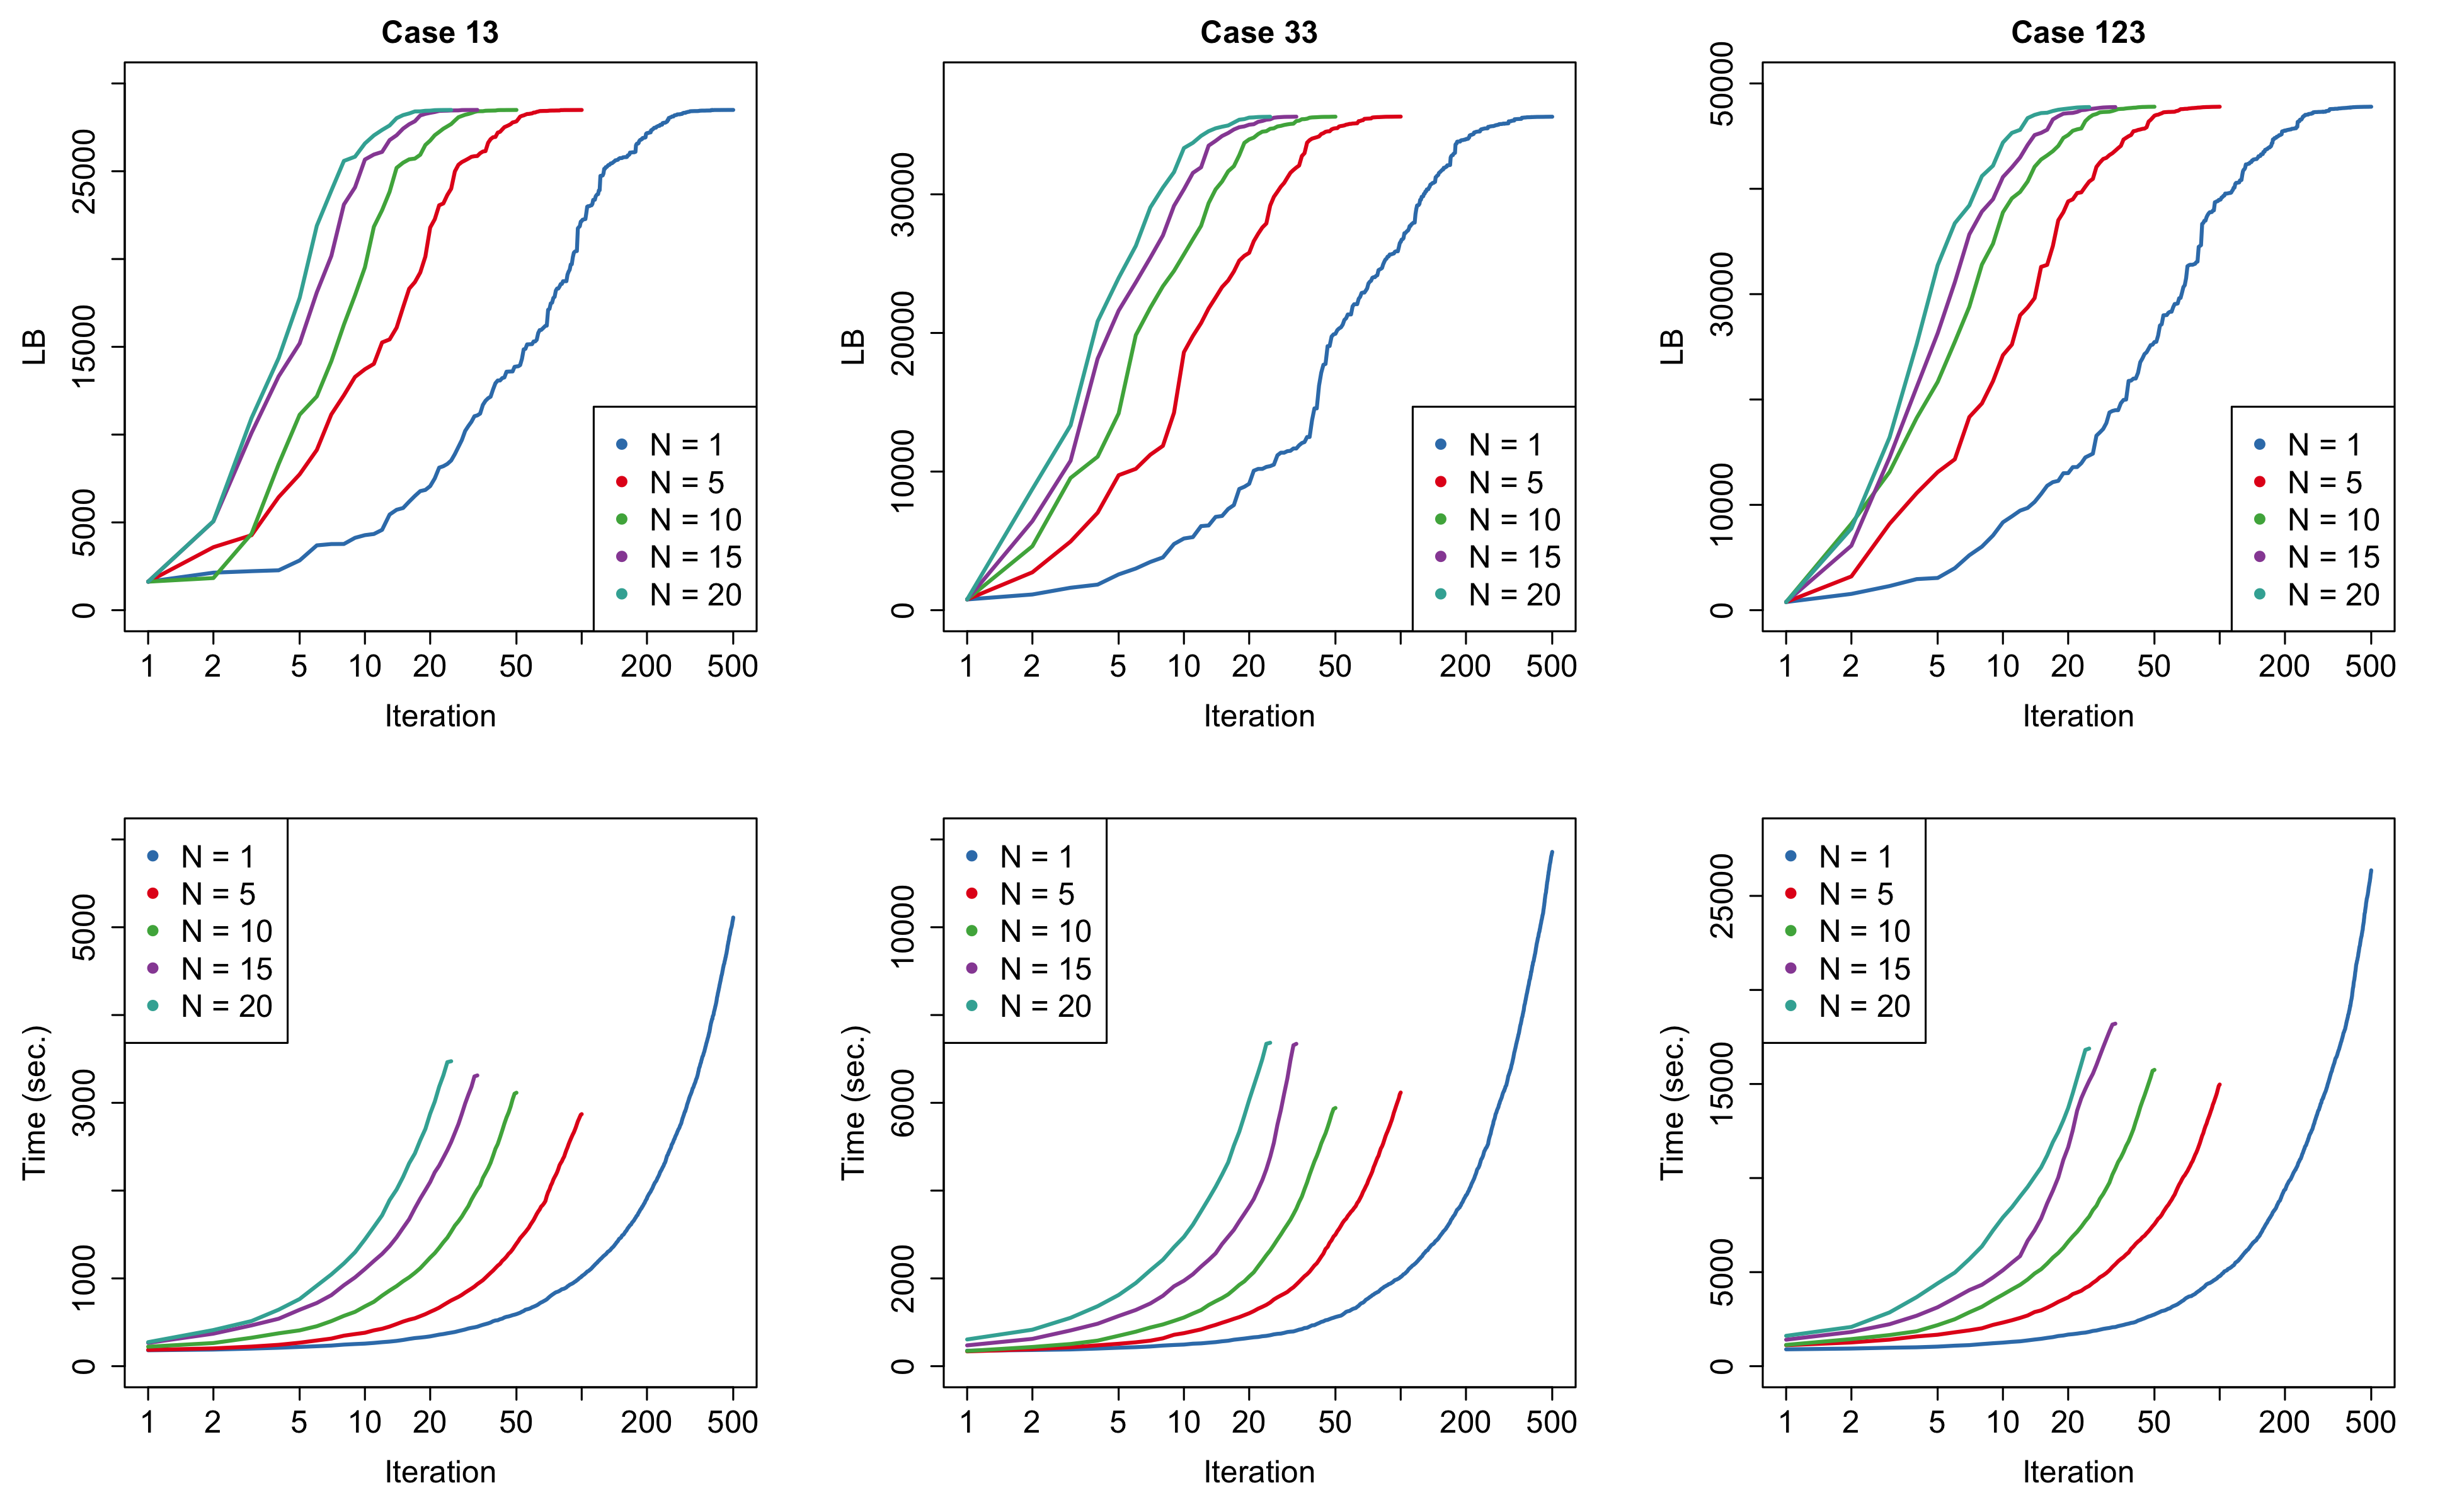 Case 13
LB
0
5000
15000
25000
1 2 5 10 20 50 200 500
Iteration
N = 1
N = 5
N = 10
N = 15
N = 20
Case 33
LB
0
10000
20000
30000
1 2 5 10 20 50 200 500
Iteration
N = 1
N = 5
N = 10
N = 15
N = 20
Case 123
LB
0
10000
30000
50000
1 2 5 10 20 50 200 500
Iteration
N = 1
N = 5
N = 10
N = 15
N = 20
Time (sec.)
0
1000
3000
5000
1 2 5 10 20 50 200 500
Iteration
N = 1
N = 5
N = 10
N = 15
N = 20
Time (sec.)
0
2000
6000
10000
1 2 5 10 20 50 200 500
Iteration
N = 1
N = 5
N = 10
N = 15
N = 20
Time (sec.)
0
5000
15000
25000
1 2 5 10 20 50 200 500
Iteration
N = 1
N = 5
N = 10
N = 15
N = 20